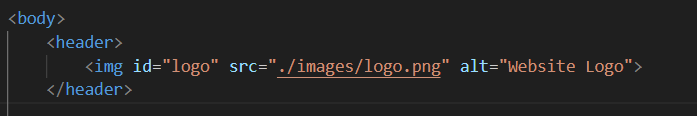 <body>
<header>
<img id="logo" src="./images/logo.png" alt="Website Logo">
</header>